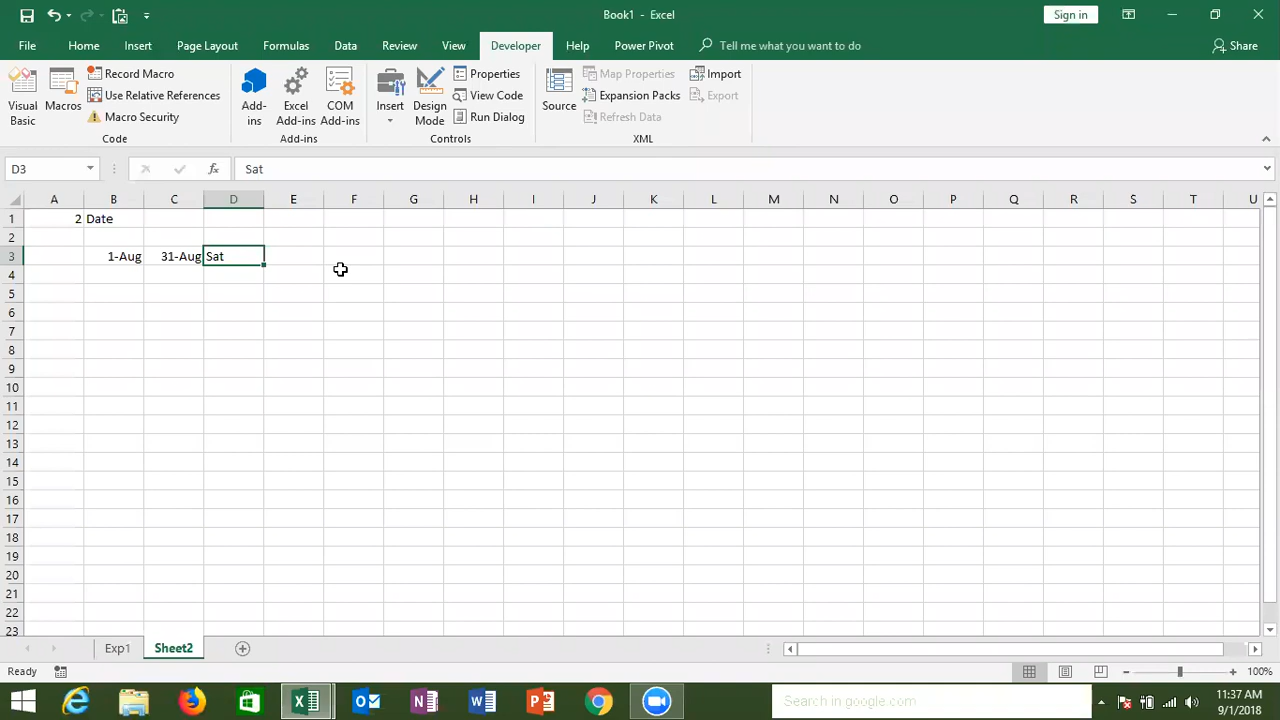 Book1 - Excel
Sign in
File Home Insert Page Layout Formulas Data Review View Developer Help Power Pivot Tell me what you want to do Share
Visual Basic
Macros
Record Macro
Use Relative References
Macro Security
Code
Add-ins
Excel Add-ins
COM Add-ins
Add-ins
Insert
Design Mode
Properties
View Code
Run Dialog
Controls
Source
Map Properties
Expansion Packs
Refresh Data
Import
Export
XML
D3 fx Sat
A B C D E F G H I J K L M N O P Q R S T U
1 2 Date
2
3 1-Aug 31-Aug Sat
4
5
6
7
8
9
10
11
12
13
14
15
16
17
18
19
20
21
22
23
Exp1 Sheet2
Ready 100%
Search in google.com
11:37 AM
9/1/2018